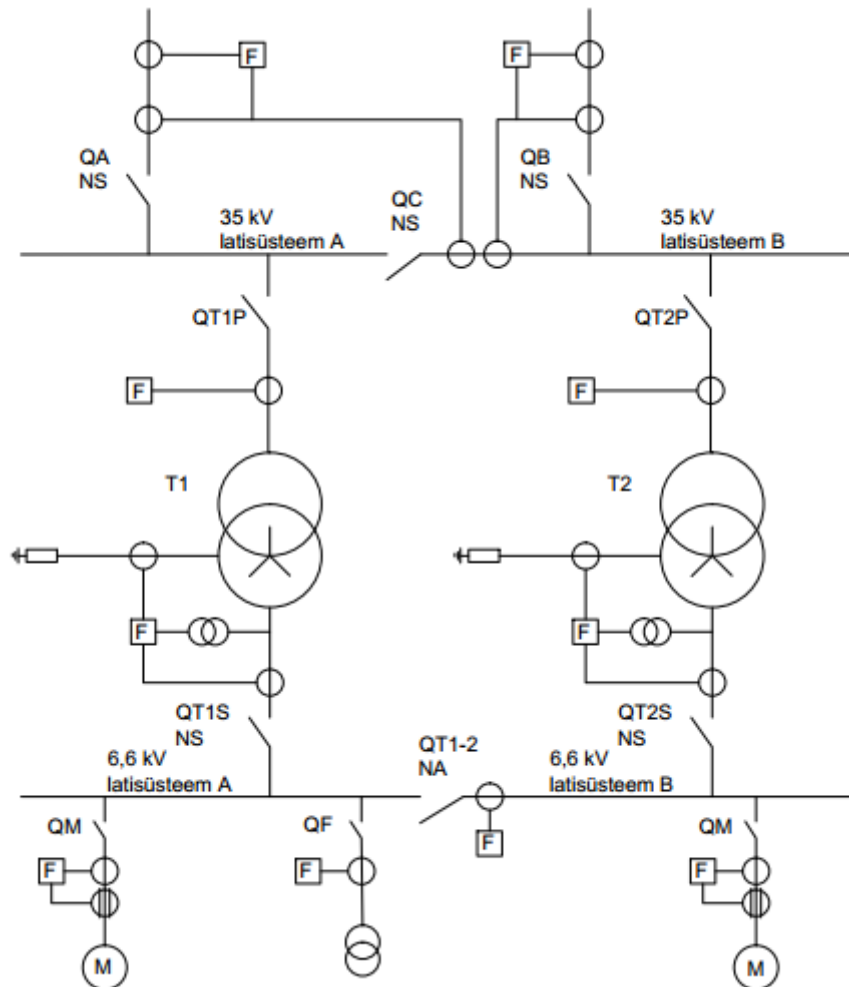 F
F
QA
NS
QB
NS
QC
NS
35 kV
latisüsteem A
35 kV
latisüsteem B
QT1P
QT2P
F
F
T1
T2
F
F
QT1S
NS
QT2S
NS
QT1-2
NA
6,6 kV
latisüsteem A
6,6 kV
latisüsteem B
QM
QF
QM
F
F
F
F
M
M